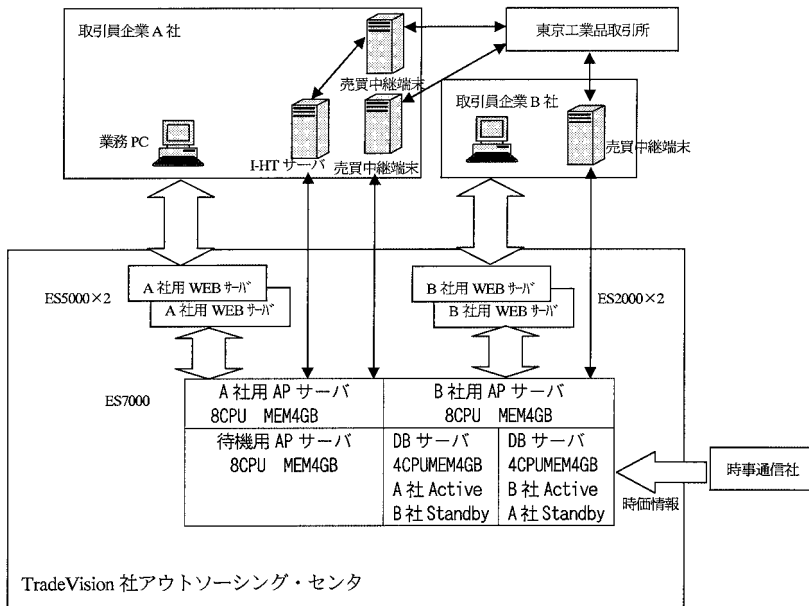 取引員企業A社
東京工業品取引所
売買中継端末
取引員企業B社
業務PC
I-HTサーバ
売買中継端末
売買中継端末
ES5000×2
A社用WEBサーバ
A社用WEBサーバ
B社用WEBサーバ
B社用WEBサーバ
ES2000×2
ES7000
A社用APサーバ
8CPU MEM4GB
B社用APサーバ
8CPU MEM4GB
待機用APサーバ
8CPU MEM4GB
DBサーバ
4CPUMEM4GB
A社Active
B社Standby
DBサーバ
4CPUMEM4GB
B社Active
A社Standby
時事通信社
時価情報
TradeVision社アウトソーシング・センタ